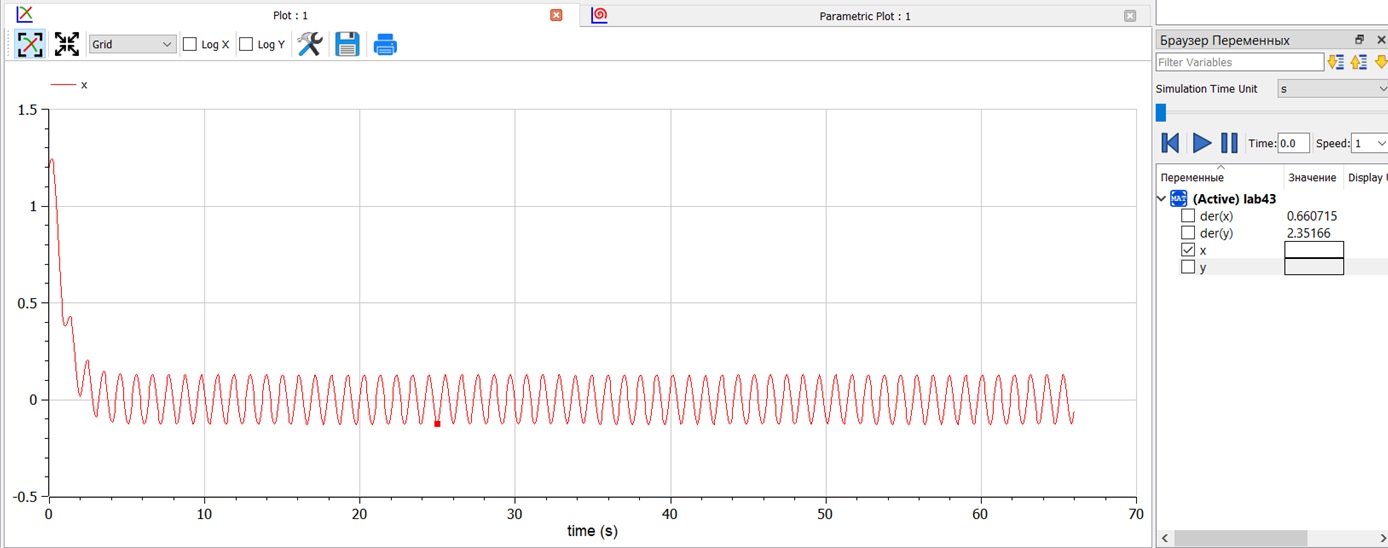 Plot : 1
Parametric Plot : 1
Grid
Log X
Log Y
x
1.5
1
0.5
0
-0.5
0 10 20 30 40 50 60 70
time (s)
Браузер Переменных
Filter Variables
Simulation Time Unit s
Time: 0.0 Speed: 1
Переменные Значение Display U
MAT (Active) lab43
der(x) 0.660715
der(y) 2.35166
x
y